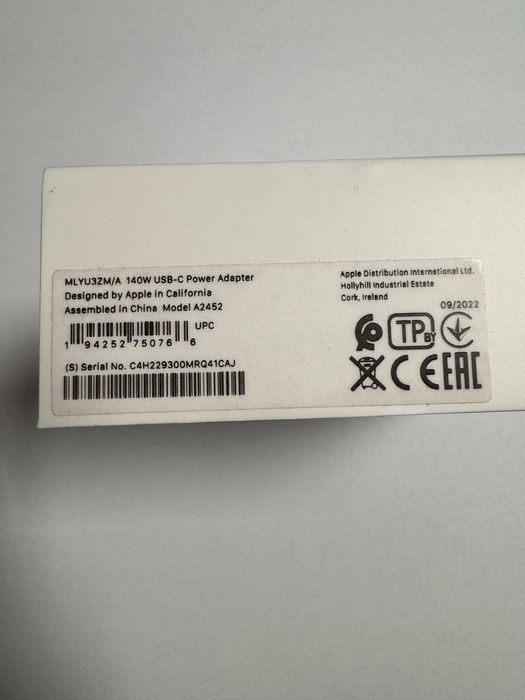 MLYU3ZM/A 140W USB-C Power Adapter
Designed by Apple in California
Assembled in China Model A2452
UPC
1 94252 75076 6
(S) Serial No. C4H229300MRQ41CAJ
Apple Distribution International Ltd.
Hollyhill Industrial Estate
Cork, Ireland
09/2022
TP BY
CE EAC